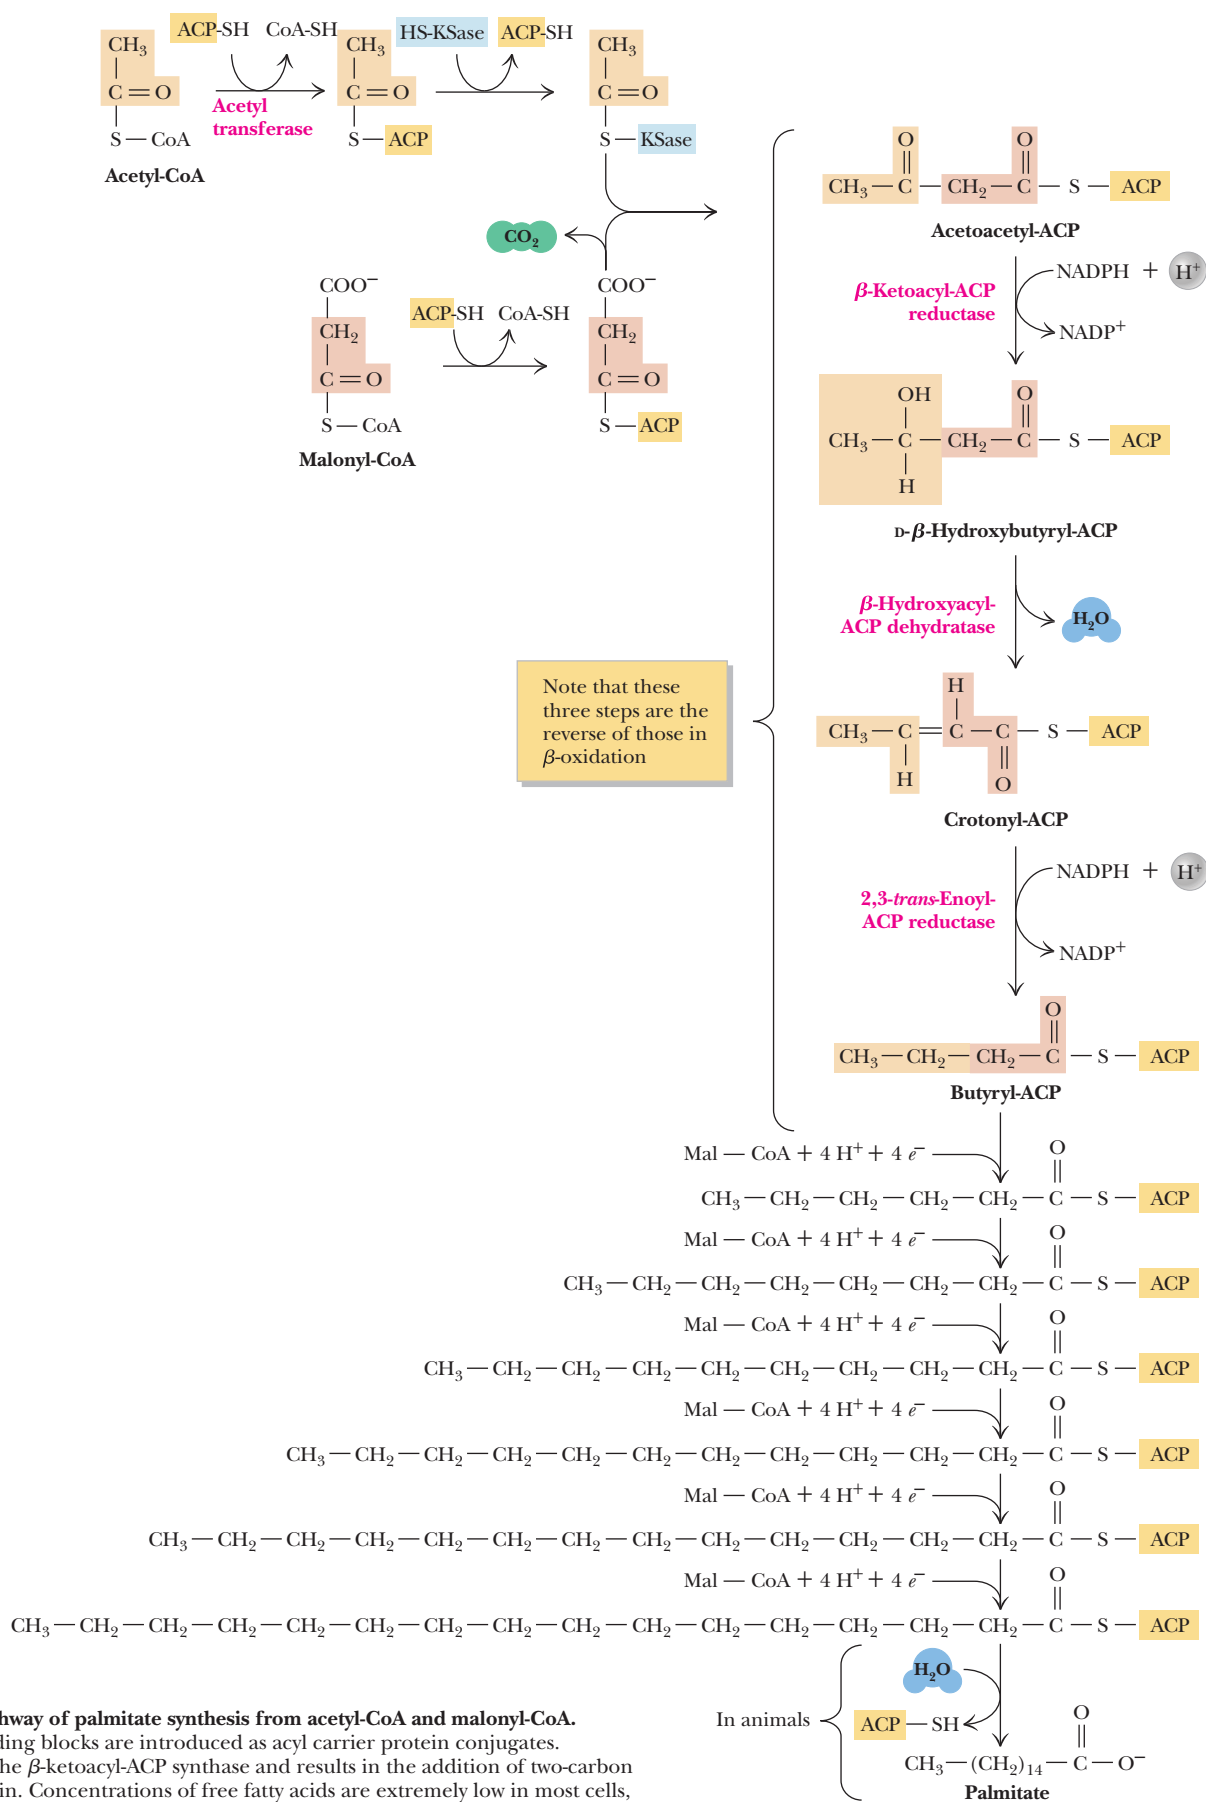 ACP-SH CoA-SH HS-KSase ACP-SH
CH₃ CH₃ CH₃
C=O C=O C=O
Acetyl
transferase
S—CoA S—ACP S—KSase
Acetyl-CoA
CO₂
COO⁻ COO⁻
ACP-SH CoA-SH
CH₂ CH₂
C=O C=O
S—CoA S—ACP
Malonyl-CoA
O O
CH₃—C—CH₂—C—S—ACP
Acetoacetyl-ACP
NADPH + H⁺
β-Ketoacyl-ACP
reductase
NADP⁺
OH O
CH₃—C—CH₂—C—S—ACP
H
D-β-Hydroxybutyryl-ACP
β-Hydroxyacyl-
ACP dehydratase
H₂O
Note that these
three steps are the
reverse of those in
β-oxidation
H
CH₃—C=C—C—S—ACP
H O
Crotonyl-ACP
NADPH + H⁺
2,3-trans-Enoyl-
ACP reductase
NADP⁺
O
CH₃—CH₂—CH₂—C—S—ACP
Butyryl-ACP
Mal—CoA + 4 H⁺ + 4 e⁻
O
CH₃—CH₂—CH₂—CH₂—CH₂—C—S—ACP
Mal—CoA + 4 H⁺ + 4 e⁻
O
CH₃—CH₂—CH₂—CH₂—CH₂—CH₂—CH₂—C—S—ACP
Mal—CoA + 4 H⁺ + 4 e⁻
O
CH₃—CH₂—CH₂—CH₂—CH₂—CH₂—CH₂—CH₂—CH₂—C—S—ACP
Mal—CoA + 4 H⁺ + 4 e⁻
O
CH₃—CH₂—CH₂—CH₂—CH₂—CH₂—CH₂—CH₂—CH₂—CH₂—CH₂—C—S—ACP
Mal—CoA + 4 H⁺ + 4 e⁻
O
CH₃—CH₂—CH₂—CH₂—CH₂—CH₂—CH₂—CH₂—CH₂—CH₂—CH₂—CH₂—CH₂—C—S—ACP
Mal—CoA + 4 H⁺ + 4 e⁻
O
CH₃—CH₂—CH₂—CH₂—CH₂—CH₂—CH₂—CH₂—CH₂—CH₂—CH₂—CH₂—CH₂—CH₂—CH₂—C—S—ACP
H₂O
In animals
ACP—SH
O
CH₃—(CH₂)₁₄—C—O⁻
Palmitate
hway of palmitate synthesis from acetyl-CoA and malonyl-CoA.
ding blocks are introduced as acyl carrier protein conjugates.
he β-ketoacyl-ACP synthase and results in the addition of two-carbon
in. Concentrations of free fatty acids are extremely low in most cells,